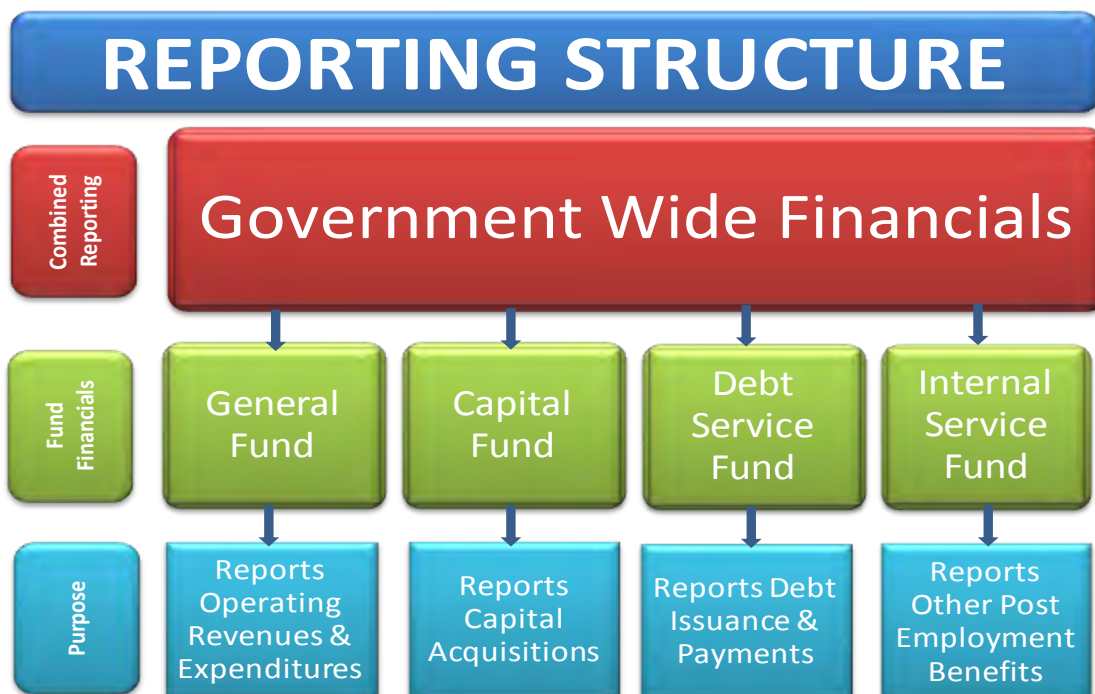 REPORTING STRUCTURE
Combined
Reporting
Government Wide Financials
Fund
Financials
General
Fund
Capital
Fund
Debt
Service
Fund
Internal
Service
Fund
Purpose
Reports
Operating
Revenues &
Expenditures
Reports
Capital
Acquisitions
Reports Debt
Issuance &
Payments
Reports
Other Post
Employment
Benefits